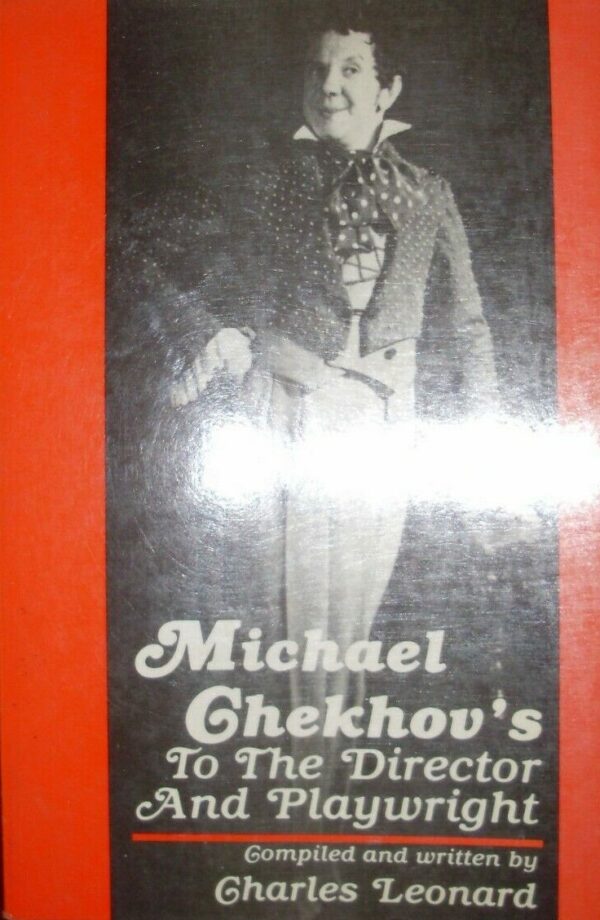 Michael
Chekhov's
To The Director
And Playwright
Compiled and written by
Charles Leonard